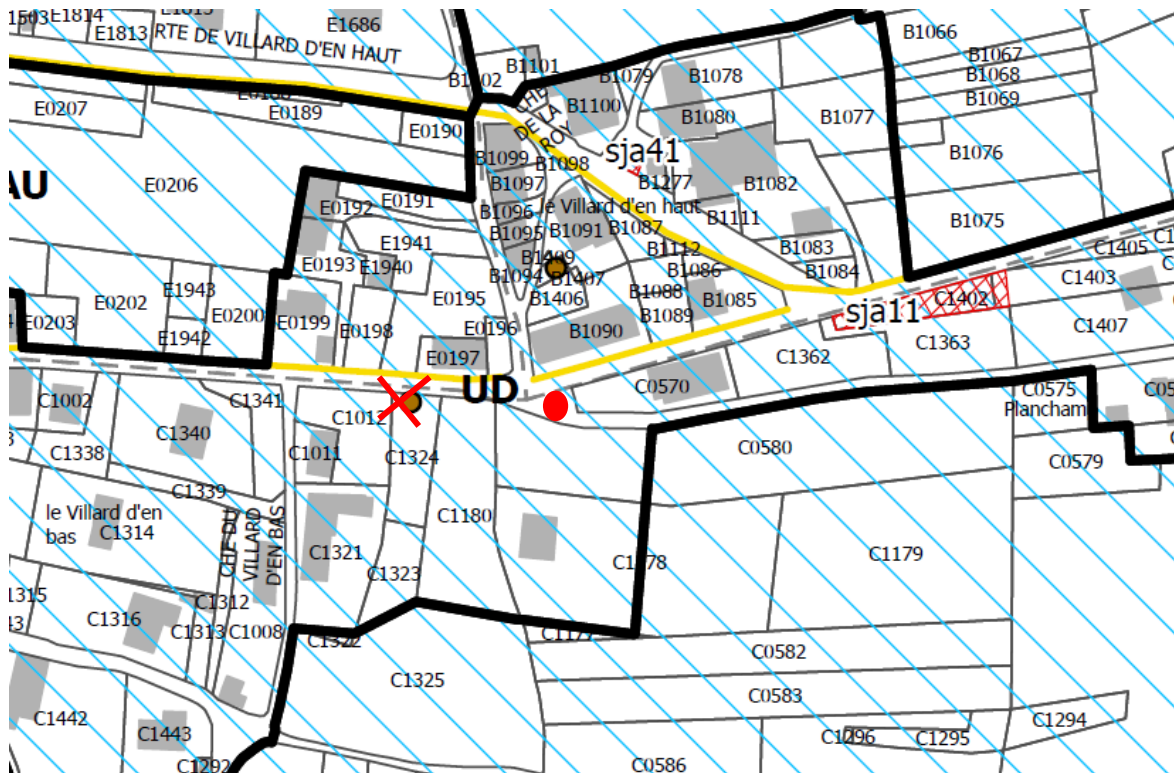 E1814
E1813
E1686
RTE DE VILLARD D'EN HAUT
B1066
B1067
B1068
B1069
B1101
B1079
B1078
B1100
B1080
B1077
E0207
E0189
E0190
CHE
DE LA
ROY
sja41
B1099
B1098
B1076
AU
E0206
B1097
B1277
B1082
E0192
E0191
le Villard d'en haut
B1096
B1091
B1087
B1111
B1095
B1075
E1941
B1112
B1083
C1405
E0193
E1940
B1409
B1094
B1407
B1086
B1084
C1403
E1943
E0195
B1406
B1088
B1085
C1402
E0202
E0200
sja11
E0203
E0199
E0198
E0196
B1090
B1089
C1407
E1942
C1363
C1362
E0197
UD
C0570
C0575
C1002
C1341
C1012
Plancham
C1340
C1338
C1011
C1324
C0580
C0579
C1339
le Villard d'en
bas
C1314
CHE DU
VILLARD
D'EN BAS
C1180
C1321
C1179
C1323
C1312
C1316
C1313
C1008
C1322
C0582
C1325
C0583
C1442
C1294
C1443
C1296
C1295
C1292
C0586